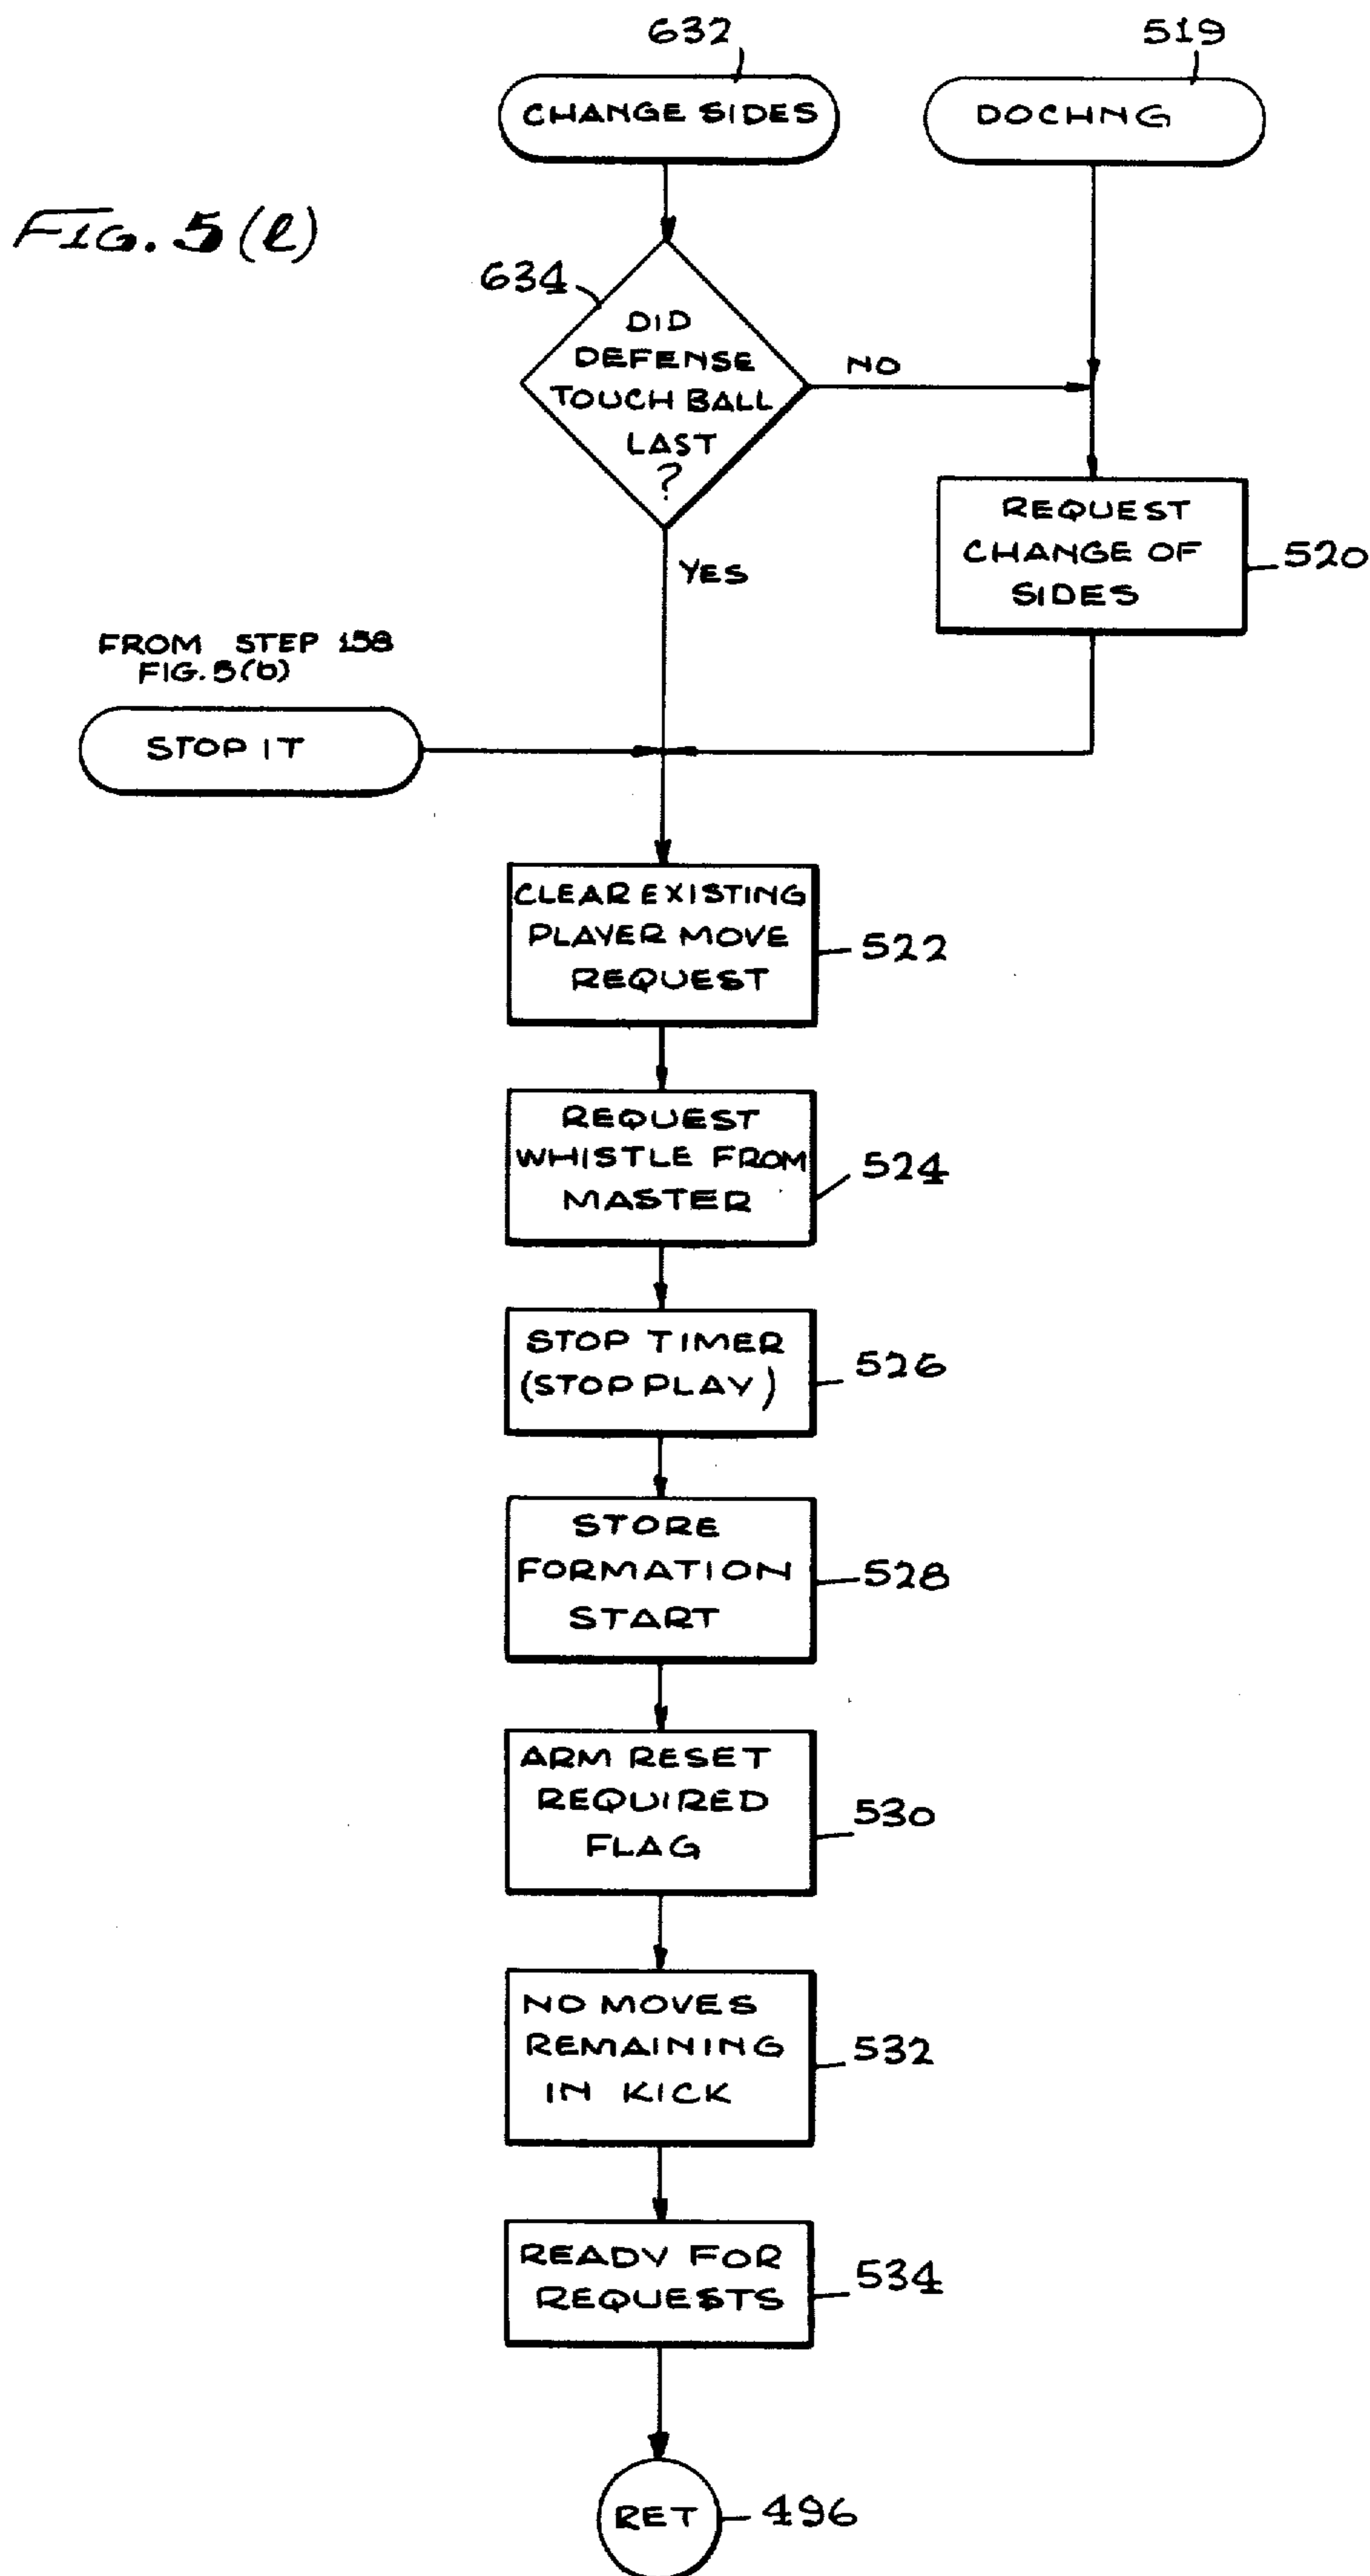 632
519
CHANGE SIDES
DOCHNG
FIG. 5 (l)
634
DID
DEFENSE
TOUCH BALL
LAST
?
NO
YES
REQUEST
CHANGE OF
SIDES
520
FROM STEP 158
FIG. 5(b)
STOP IT
CLEAR EXISTING
PLAYER MOVE
REQUEST
522
REQUEST
WHISTLE FROM
MASTER
524
STOP TIMER
(STOP PLAY)
526
STORE
FORMATION
START
528
ARM RESET
REQUIRED
FLAG
530
NO MOVES
REMAINING
IN KICK
532
READY FOR
REQUESTS
534
RET
496